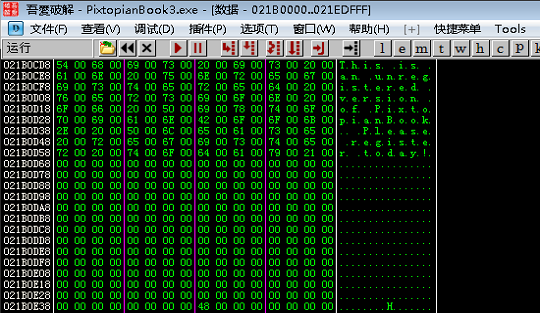 吾爱破解 - PixtopianBook3.exe - [数据 - 021B0000..021EDFFF]
文件(F) 查看(V) 调试(D) 插件(P) 选项(T) 窗口(W) 帮助(H) [+] 快捷菜单 Tools
运行 l e m t w h c p k
021B0CD8 54 00 68 00 69 00 73 00 20 00 69 00 73 00 20 00 T.h.i.s. .i.s. .
021B0CE8 61 00 6E 00 20 00 75 00 6E 00 72 00 65 00 67 00 a.n. .u.n.r.e.g.
021B0CF8 69 00 73 00 74 00 65 00 72 00 65 00 64 00 20 00 i.s.t.e.r.e.d. .
021B0D08 76 00 65 00 72 00 73 00 69 00 6F 00 6E 00 20 00 v.e.r.s.i.o.n. .
021B0D18 6F 00 66 00 20 00 50 00 69 00 78 00 74 00 6F 00 o.f. .P.i.x.t.o.
021B0D28 70 00 69 00 61 00 6E 00 42 00 6F 00 6F 00 6B 00 p.i.a.n.B.o.o.k.
021B0D38 2E 00 20 00 50 00 6C 00 65 00 61 00 73 00 65 00 .. .P.l.e.a.s.e.
021B0D48 20 00 72 00 65 00 67 00 69 00 73 00 74 00 65 00  .r.e.g.i.s.t.e.
021B0D58 72 00 20 00 74 00 6F 00 64 00 61 00 79 00 21 00 r. .t.o.d.a.y.!.
021B0D68 00 00 00 00 00 00 00 00 00 00 00 00 00 00 00 00 ................
021B0D78 00 00 00 00 00 00 00 00 00 00 00 00 00 00 00 00 ................
021B0D88 00 00 00 00 00 00 00 00 00 00 00 00 00 00 00 00 ................
021B0D98 00 00 00 00 00 00 00 00 00 00 00 00 00 00 00 00 ................
021B0DA8 00 00 00 00 00 00 00 00 00 00 00 00 00 00 00 00 ................
021B0DB8 00 00 00 00 00 00 00 00 00 00 00 00 00 00 00 00 ................
021B0DC8 00 00 00 00 00 00 00 00 00 00 00 00 00 00 00 00 ................
021B0DD8 00 00 00 00 00 00 00 00 00 00 00 00 00 00 00 00 ................
021B0DE8 00 00 00 00 00 00 00 00 00 00 00 00 00 00 00 00 ................
021B0DF8 00 00 00 00 00 00 00 00 00 00 00 00 00 00 00 00 ................
021B0E08 00 00 00 00 00 00 00 00 00 00 00 00 00 00 00 00 ................
021B0E18 00 00 00 00 00 00 00 00 00 00 00 00 00 00 00 00 ................
021B0E28 00 00 00 00 00 00 00 00 00 00 00 00 00 00 00 00 ................
021B0E38 00 00 00 00 00 00 00 00 48 00 00 00 00 00 00 00 ........H.......